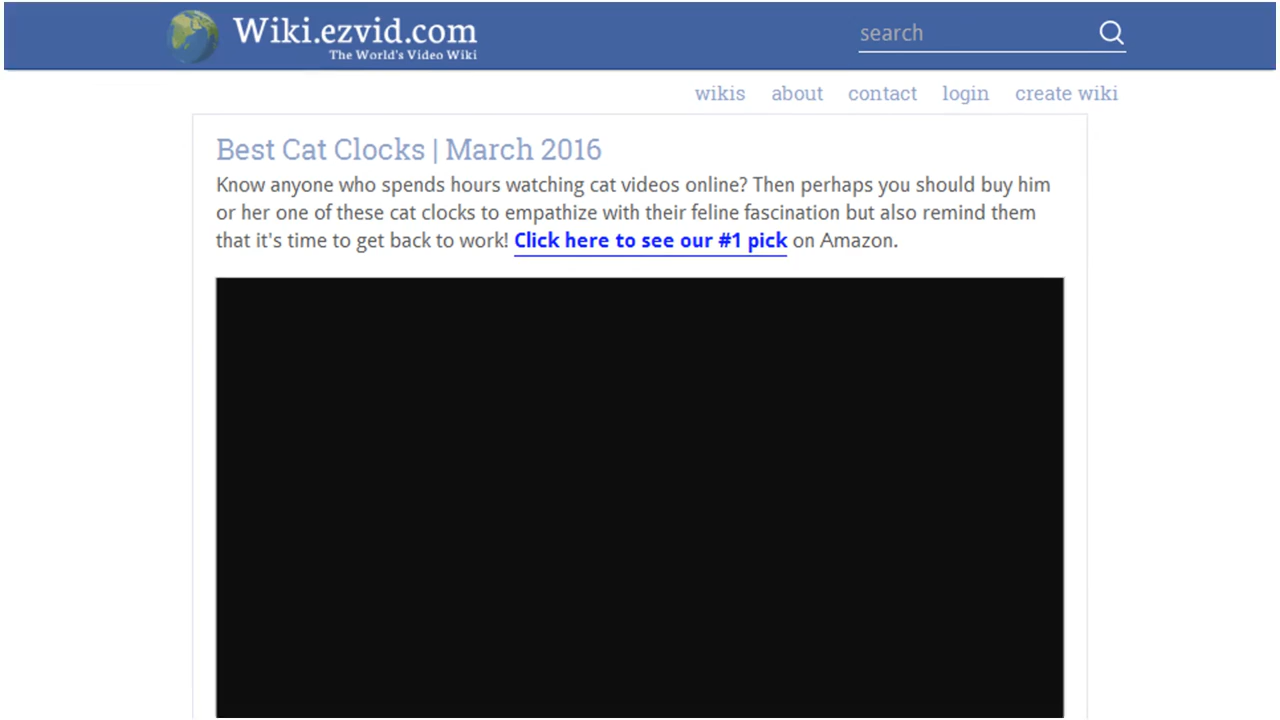 Wiki.ezvid.com
The World's Video Wiki
search
wikis about contact login create wiki
Best Cat Clocks | March 2016
Know anyone who spends hours watching cat videos online? Then perhaps you should buy him
or her one of these cat clocks to empathize with their feline fascination but also remind them
that it's time to get back to work! Click here to see our #1 pick on Amazon.